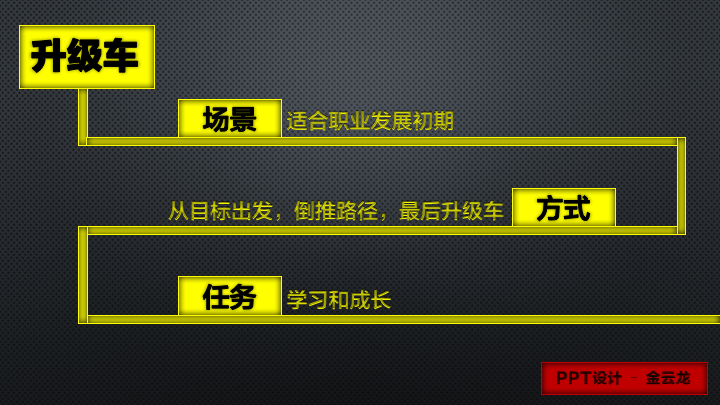 升级车
场景 适合职业发展初期
从目标出发，倒推路径，最后升级车 方式
任务 学习和成长
PPT设计 — 金云龙